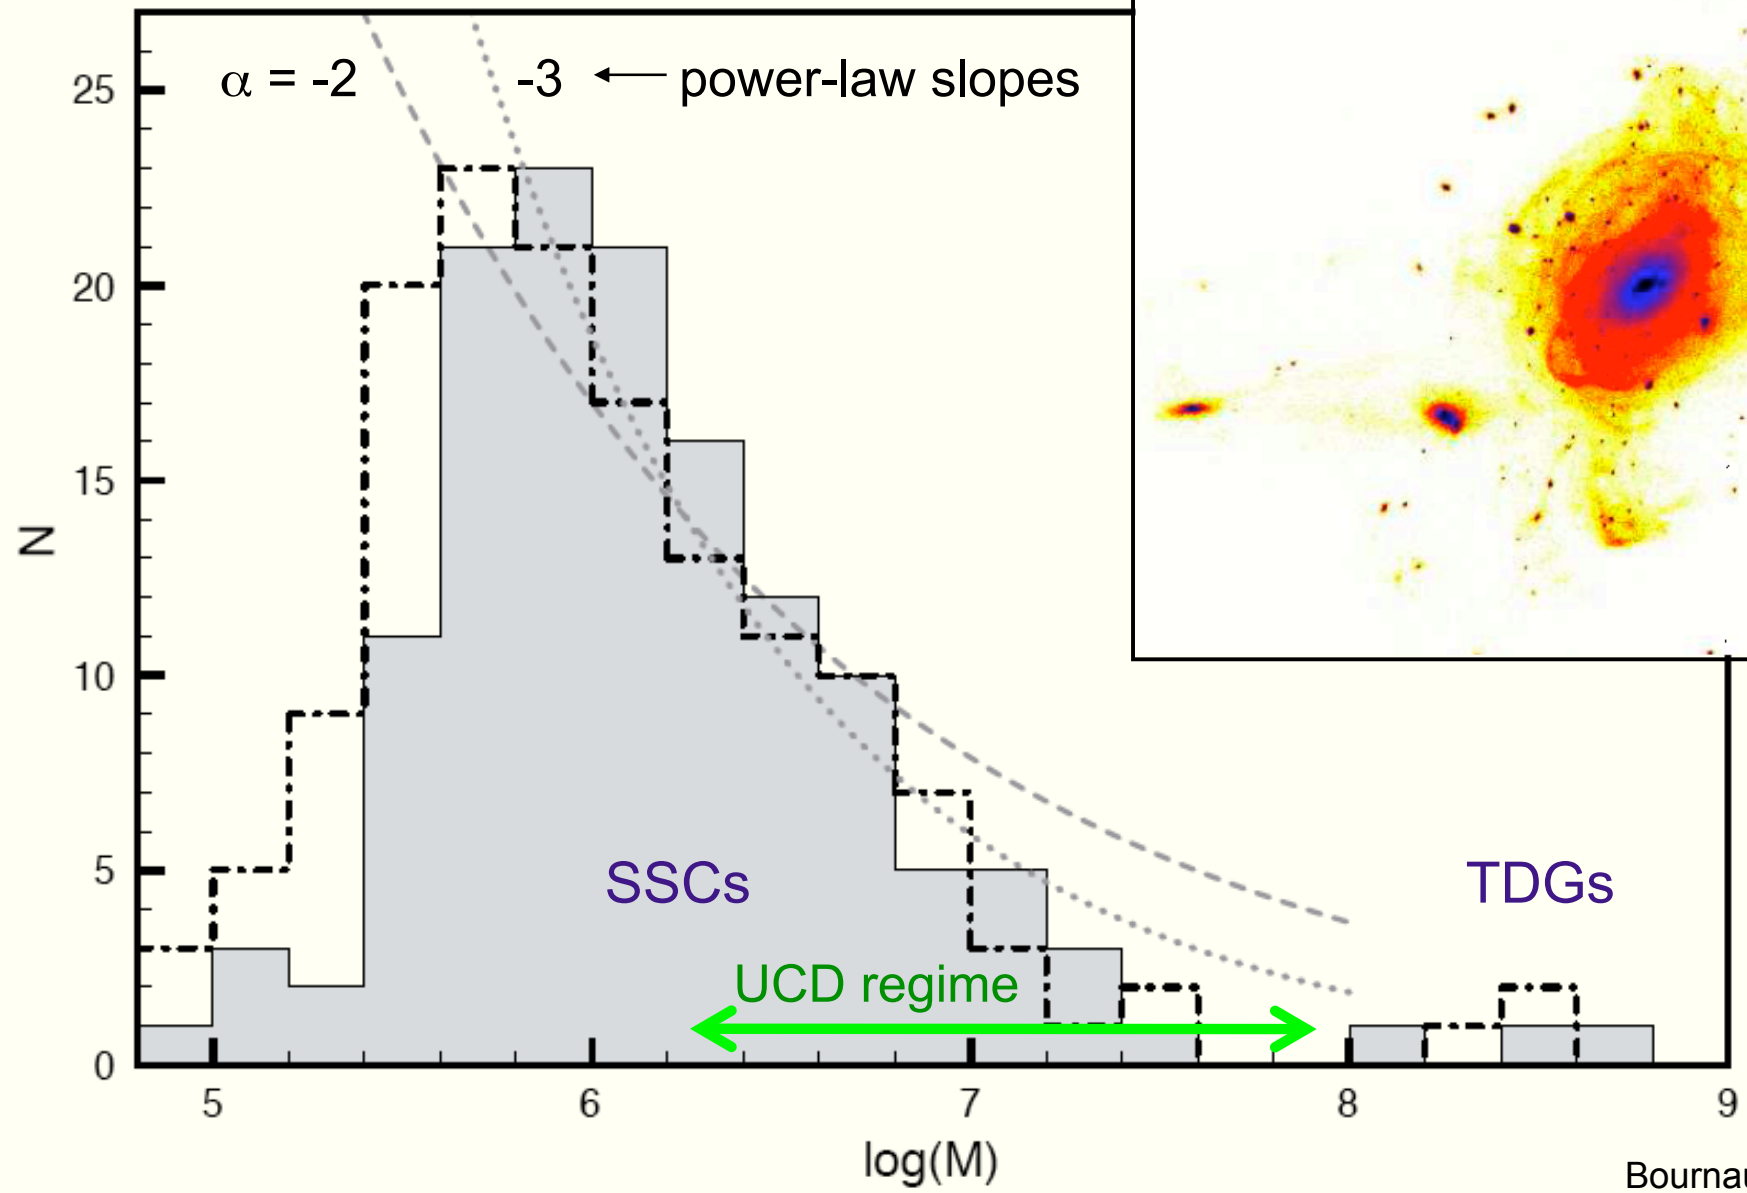 α = -2 -3 ← power-law slopes
25
20
15
10
5
0
N
SSCs
TDGs
UCD regime
5 6 7 8 9
log(M)